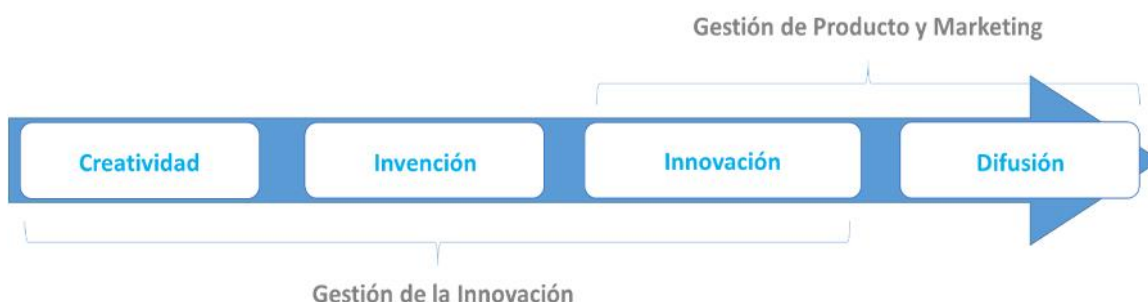 Gestión de Producto y Marketing
Creatividad
Invención
Innovación
Difusión
Gestión de la Innovación